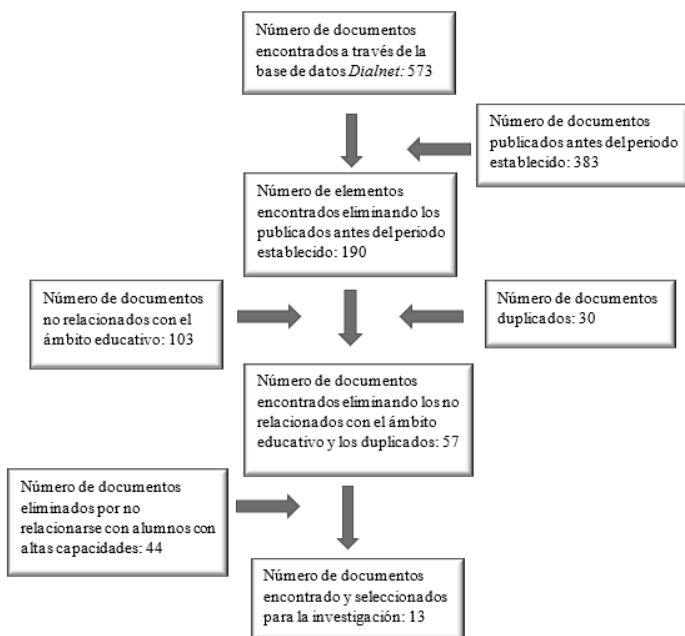 Número de documentos
encontrados a través de la
base de datos Dialnet: 573
Número de documentos
publicados antes del periodo
establecido: 383
Número de elementos
encontrados eliminando los
publicados antes del periodo
establecido: 190
Número de documentos
no relacionados con el
ámbito educativo: 103
Número de documentos
duplicados: 30
Número de documentos
encontrados eliminando los no
relacionados con el ámbito
educativo y los duplicados: 57
Número de documentos
eliminados por no
relacionarse con alumnos con
altas capacidades: 44
Número de documentos
encontrado y seleccionados
para la investigación: 13